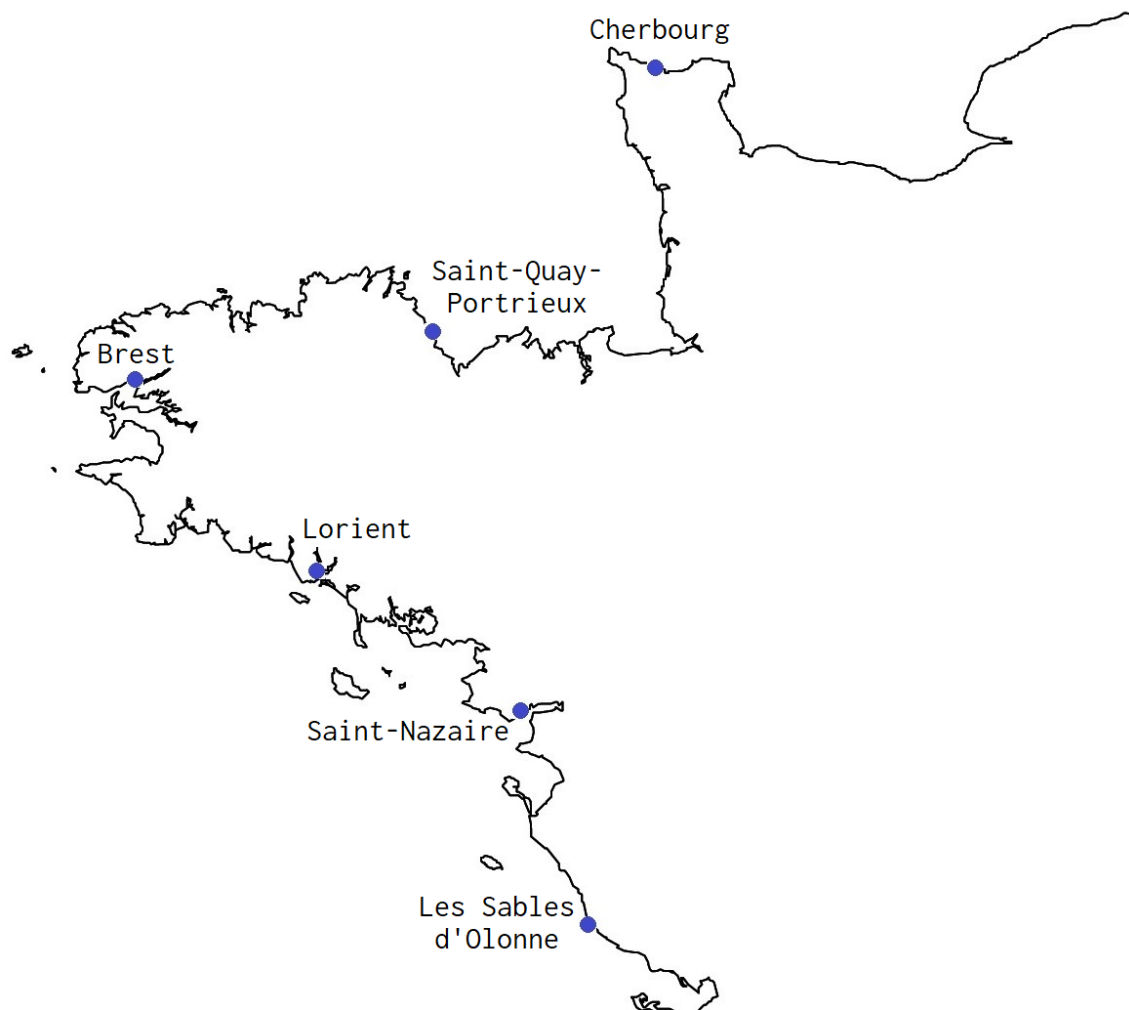 Cherbourg
Saint-Quay-
Portrieux
Brest
Lorient
Saint-Nazaire
Les Sables
d'Olonne